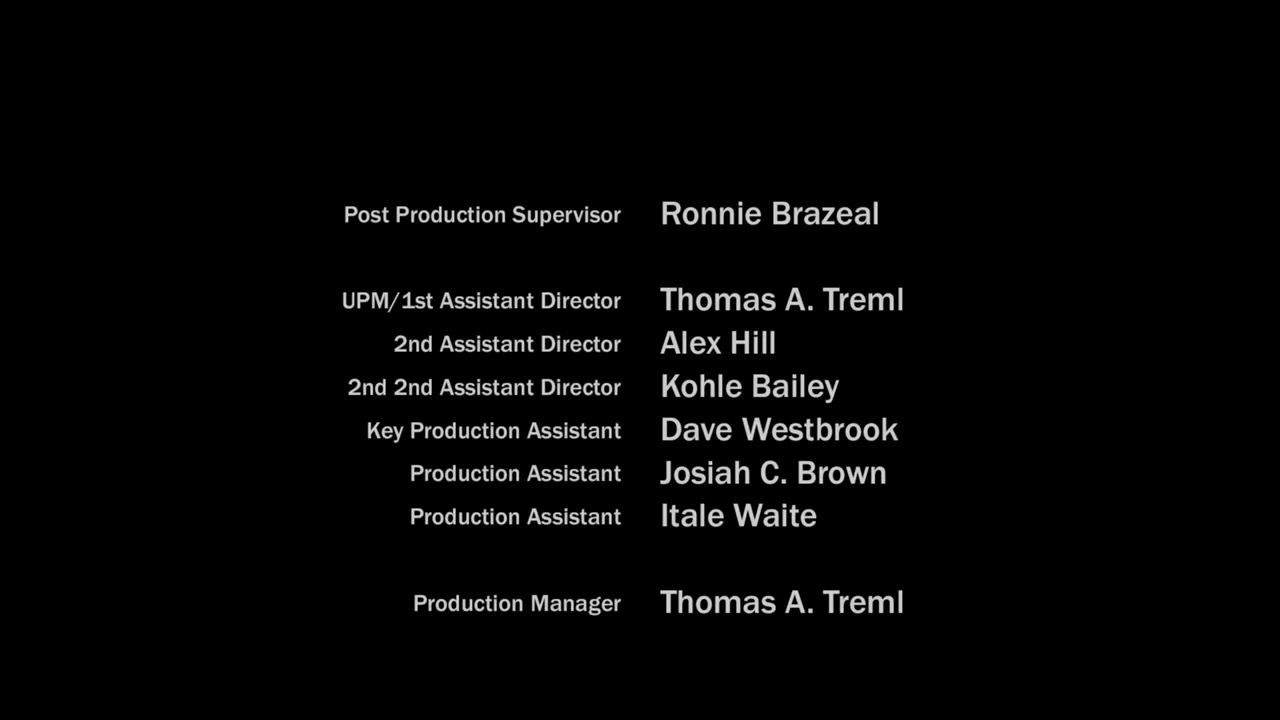 Post Production Supervisor Ronnie Brazeal
UPM/1st Assistant Director Thomas A. Treml
2nd Assistant Director Alex Hill
2nd 2nd Assistant Director Kohle Bailey
Key Production Assistant Dave Westbrook
Production Assistant Josiah C. Brown
Production Assistant Itale Waite
Production Manager Thomas A. Treml